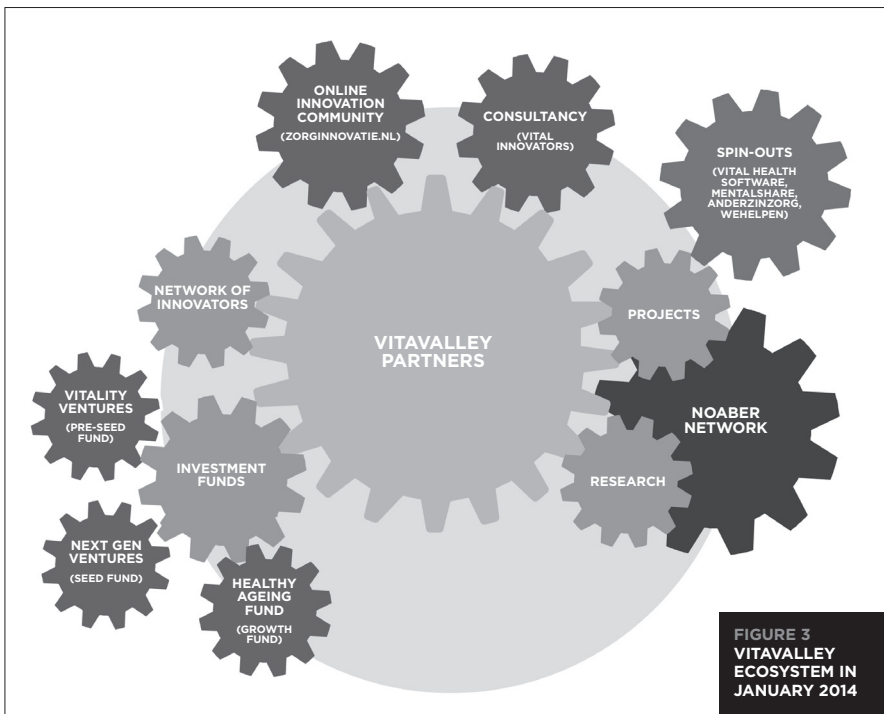 ONLINE
INNOVATION
COMMUNITY
(ZORGINNOVATIE.NL)
CONSULTANCY
(VITAL
INNOVATORS)
SPIN-OUTS
(VITAL HEALTH
SOFTWARE,
MENTALSHARE,
ANDERZINZORG,
WEHELPEN)
NETWORK OF
INNOVATORS
PROJECTS
VITAVALLEY
PARTNERS
VITALITY
VENTURES
(PRE-SEED
FUND)
NOABER
NETWORK
INVESTMENT
FUNDS
RESEARCH
NEXT GEN
VENTURES
(SEED FUND)
HEALTHY
AGEING
FUND
(GROWTH
FUND)
FIGURE 3
VITAVALLEY
ECOSYSTEM IN
JANUARY 2014